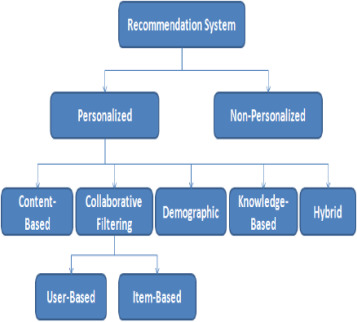 Recommendation System
Personalized
Non-Personalized
Content-
Based
Collaborative
Filtering
Demographic
Knowledge-
Based
Hybrid
User-Based
Item-Based